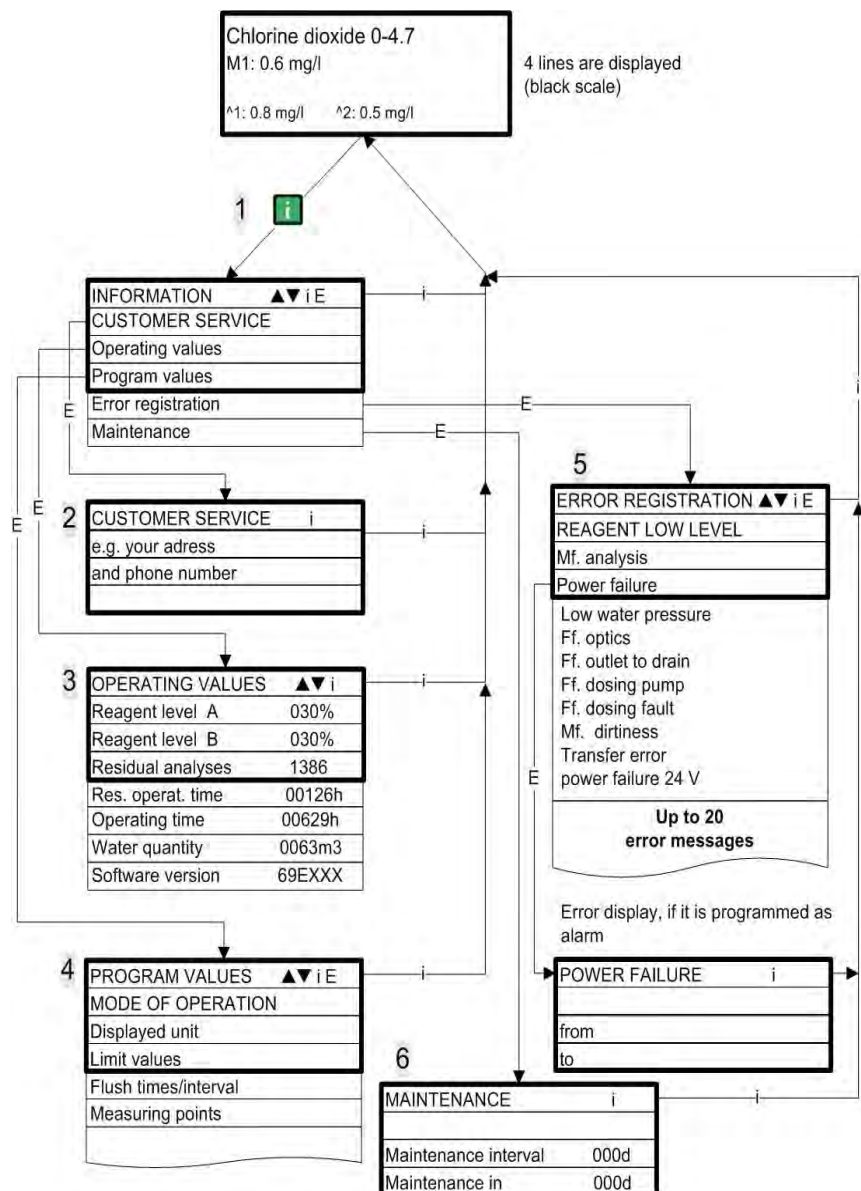 Chlorine dioxide 0-4.7
M1: 0.6 mg/l
^1: 0.8 mg/l ^2: 0.5 mg/l
4 lines are displayed
(black scale)
1
i
INFORMATION ▲▼ i E
CUSTOMER SERVICE
Operating values
Program values
Error registration
Maintenance
i
E
E
E
E
E
i
2
CUSTOMER SERVICE i
e.g. your adress
and phone number
i
3
OPERATING VALUES ▲▼ i
Reagent level A 030%
Reagent level B 030%
Residual analyses 1386
Res. operat. time 00126h
Operating time 00629h
Water quantity 0063m3
Software version 69EXXX
i
4
PROGRAM VALUES ▲▼ i E
MODE OF OPERATION
Displayed unit
Limit values
Flush times/interval
Measuring points
i
5
ERROR REGISTRATION ▲▼ i E
REAGENT LOW LEVEL
Mf. analysis
Power failure
Low water pressure
Ff. optics
Ff. outlet to drain
Ff. dosing pump
Ff. dosing fault
Mf. dirtiness
Transfer error
power failure 24 V
Up to 20
error messages
E
Error display, if it is programmed as
alarm
POWER FAILURE i
from
to
6
MAINTENANCE i
Maintenance interval 000d
Maintenance in 000d
i